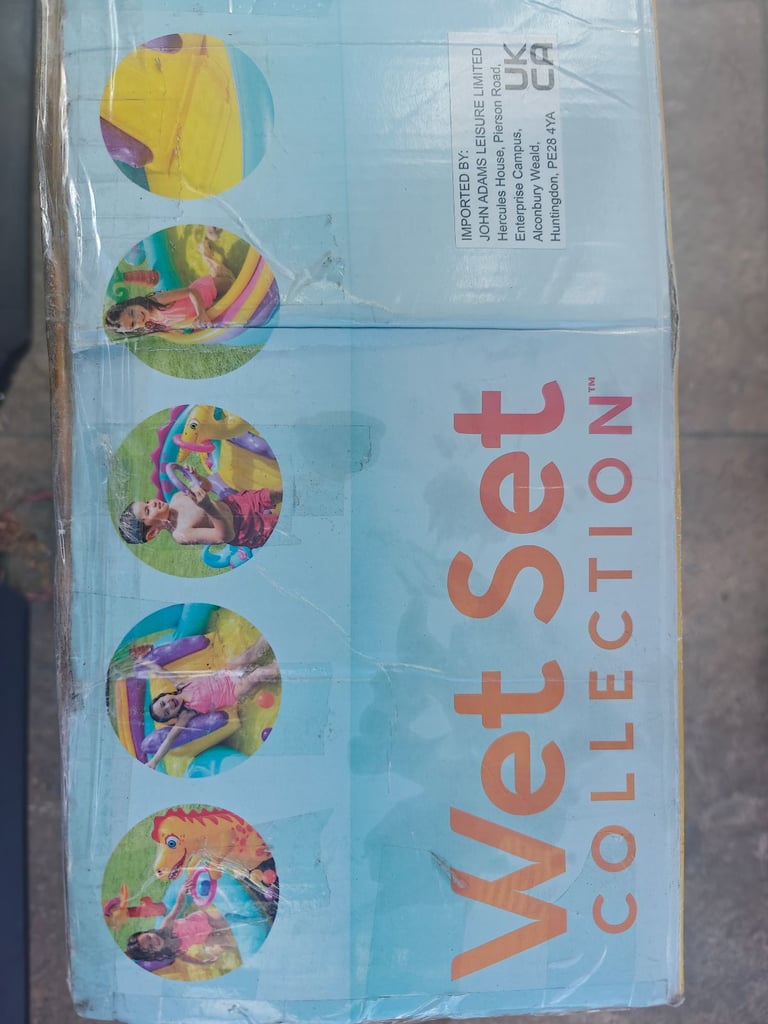 Wet Set
COLLECTION™
IMPORTED BY:
JOHN ADAMS LEISURE LIMITED
Hercules House, Pierson Road,
Enterprise Campus,
Alconbury Weald,
Huntingdon, PE28 4YA
UK
CA